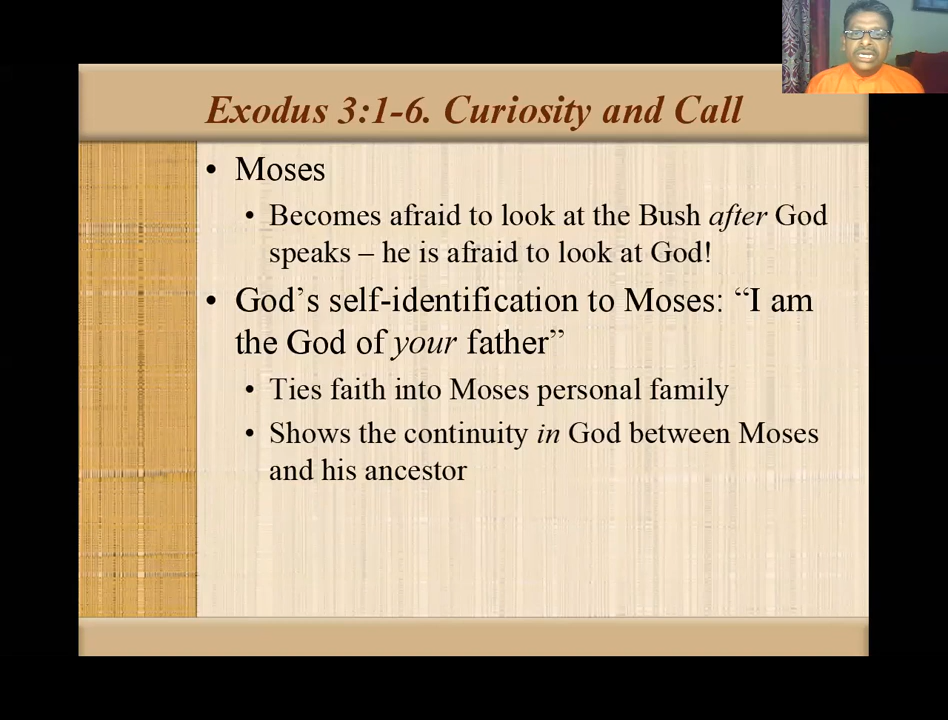 Exodus 3:1-6. Curiosity and Call
• Moses
• Becomes afraid to look at the Bush after God
speaks – he is afraid to look at God!
• God’s self-identification to Moses: “I am
the God of your father”
• Ties faith into Moses personal family
• Shows the continuity in God between Moses
and his ancestor